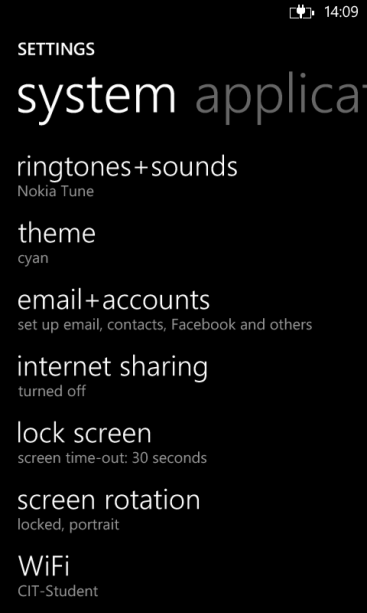 14:09
SETTINGS
system applicat
ringtones+sounds
Nokia Tune
theme
cyan
email+accounts
set up email, contacts, Facebook and others
internet sharing
turned off
lock screen
screen time-out: 30 seconds
screen rotation
locked, portrait
WiFi
CIT-Student